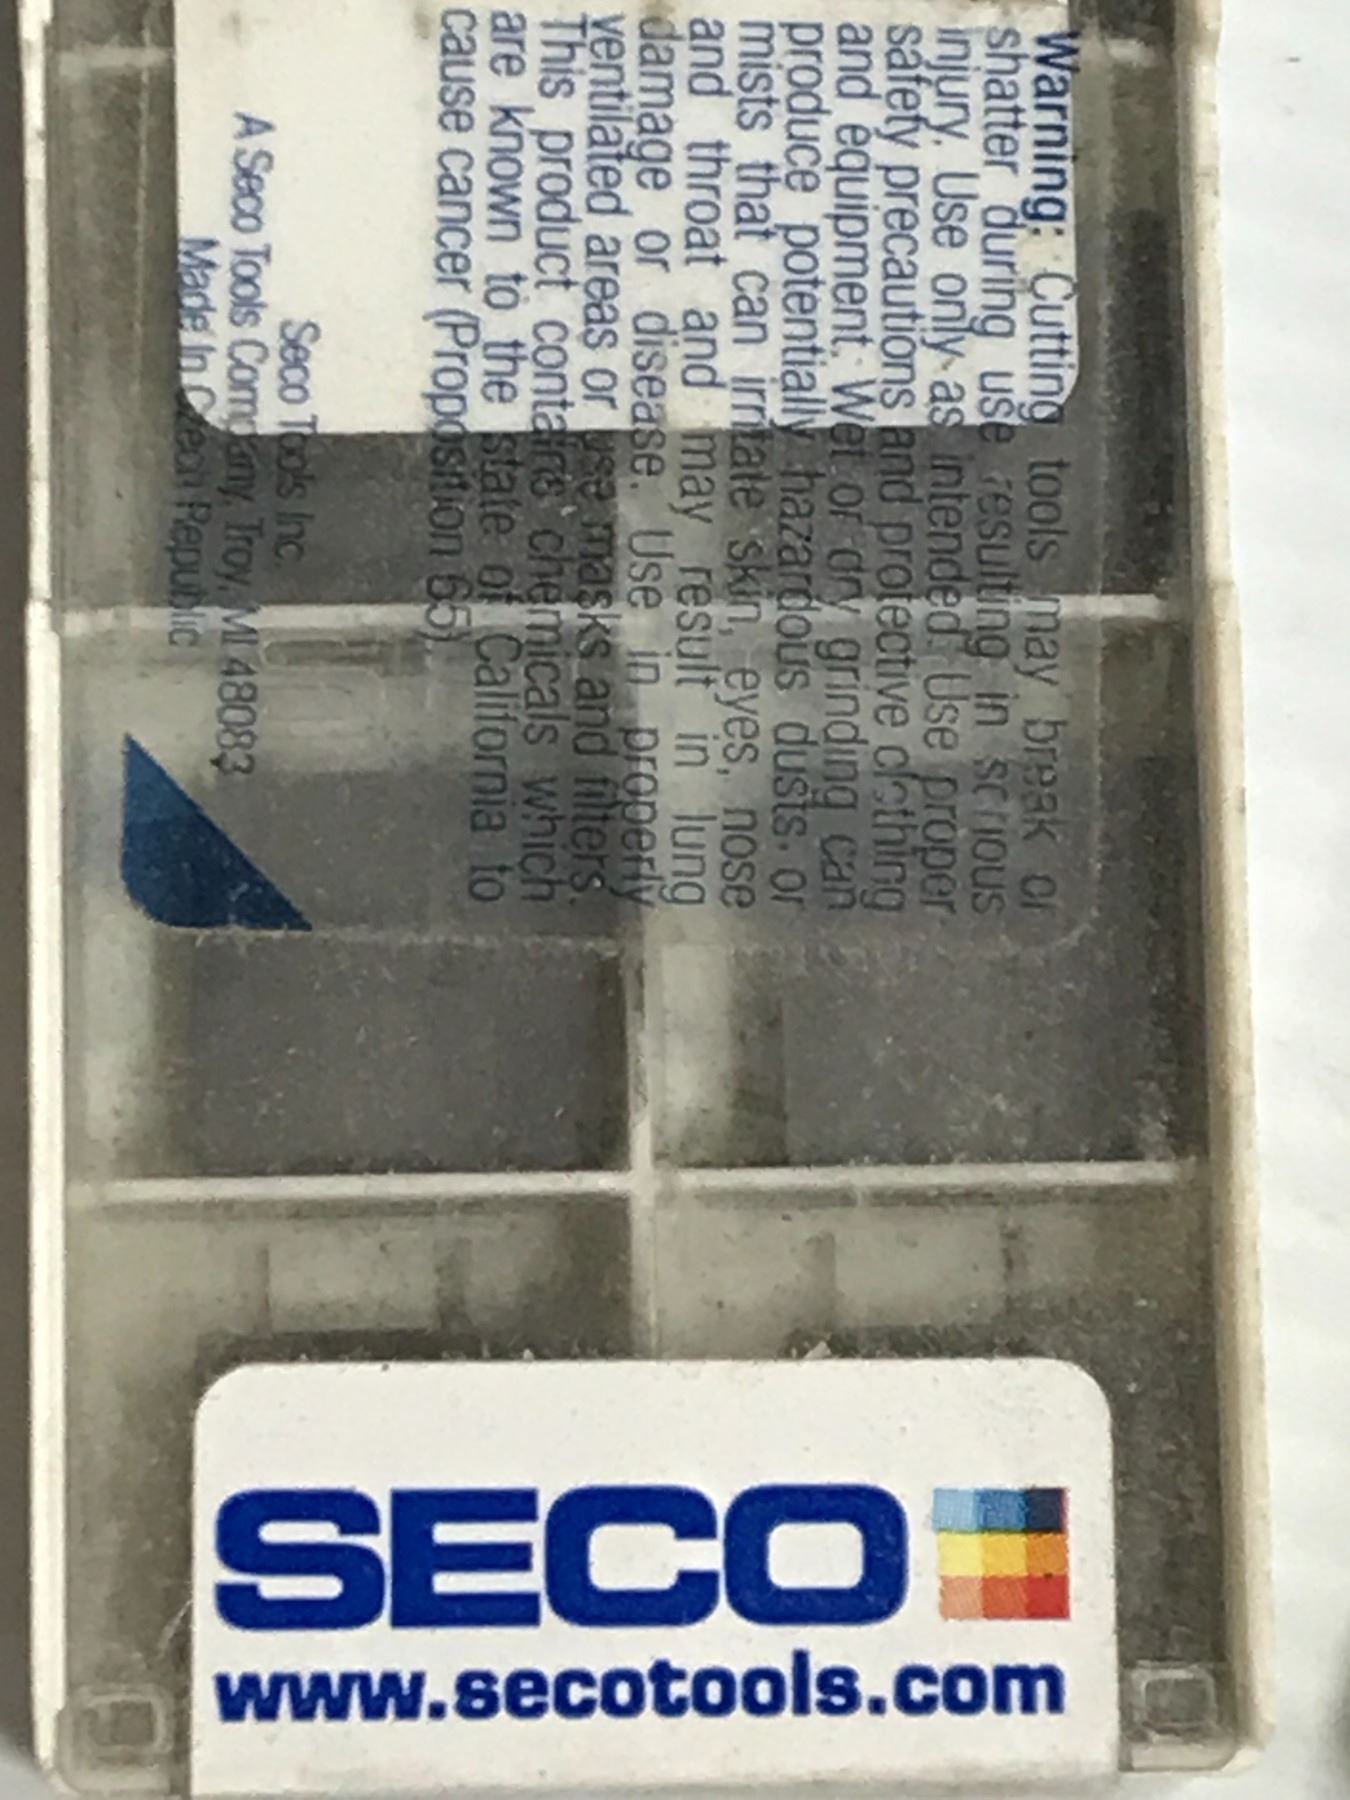 Warning: Cutting tools may break or
shatter during use resulting in serious
injury. Use only as intended. Use proper
safety precautions and protective clothing
and equipment. Wet or dry grinding can
produce potentially hazardous dusts, or
mists that can irritate skin, eyes, nose
and throat and may result in lung
damage or disease. Use in properly
ventilated areas or use masks and filters.
This product contains chemicals which
are known to the state of California to
cause cancer (Proposition 65)
Seco Tools Inc.
A Seco Tools Company, Troy, MI 48083
Made In Czech Republic
SECO
www.secotools.com